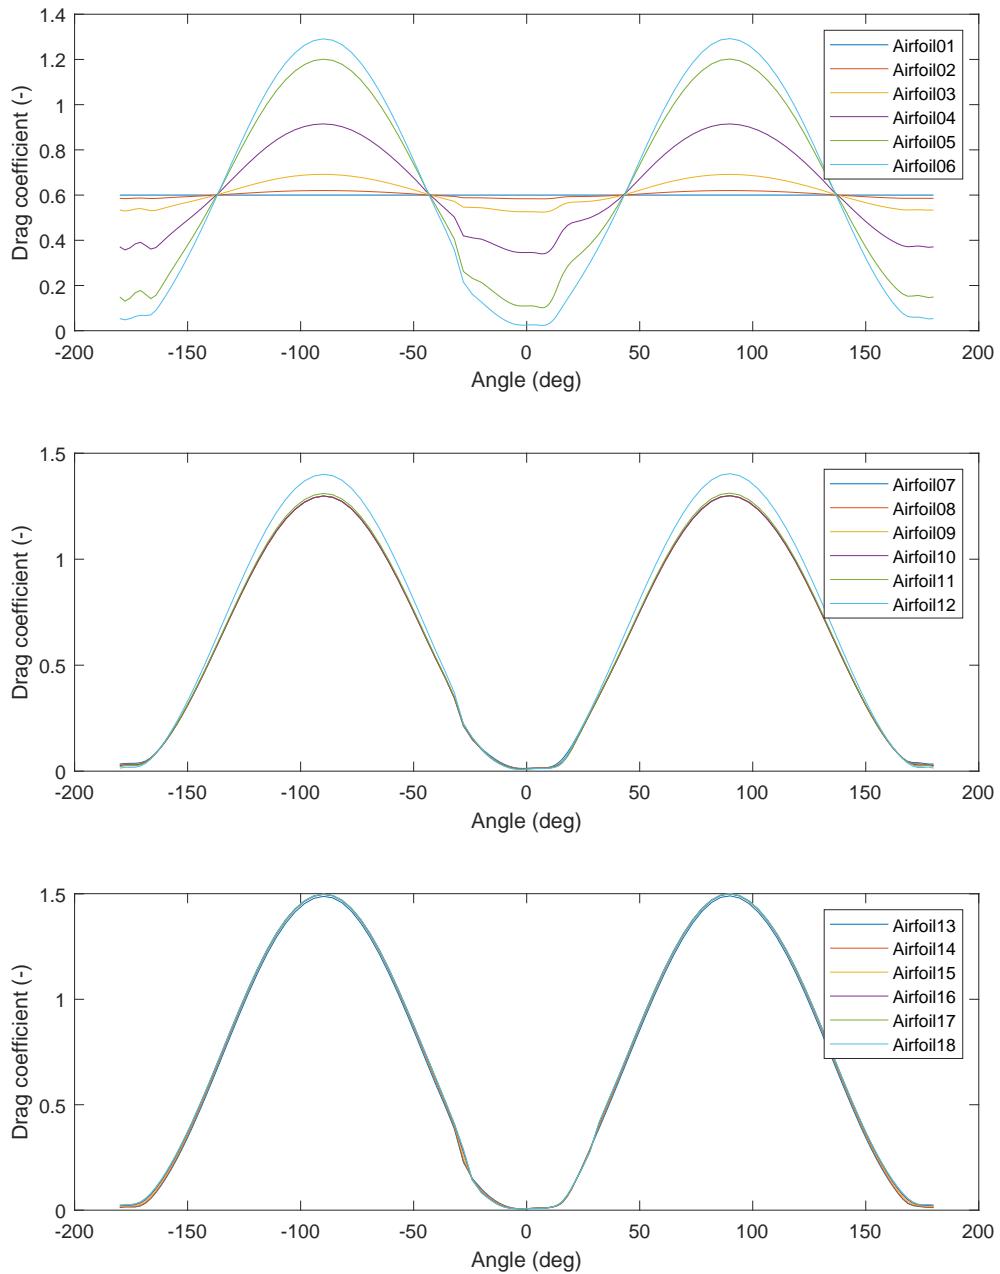 1.4
1.2
1
0.8
0.6
0.4
0.2
0
Drag coefficient (-)
-200 -150 -100 -50 0 50 100 150 200
Angle (deg)
Airfoil01
Airfoil02
Airfoil03
Airfoil04
Airfoil05
Airfoil06
1.5
1
0.5
0
Drag coefficient (-)
-200 -150 -100 -50 0 50 100 150 200
Angle (deg)
Airfoil07
Airfoil08
Airfoil09
Airfoil10
Airfoil11
Airfoil12
1.5
1
0.5
0
Drag coefficient (-)
-200 -150 -100 -50 0 50 100 150 200
Angle (deg)
Airfoil13
Airfoil14
Airfoil15
Airfoil16
Airfoil17
Airfoil18